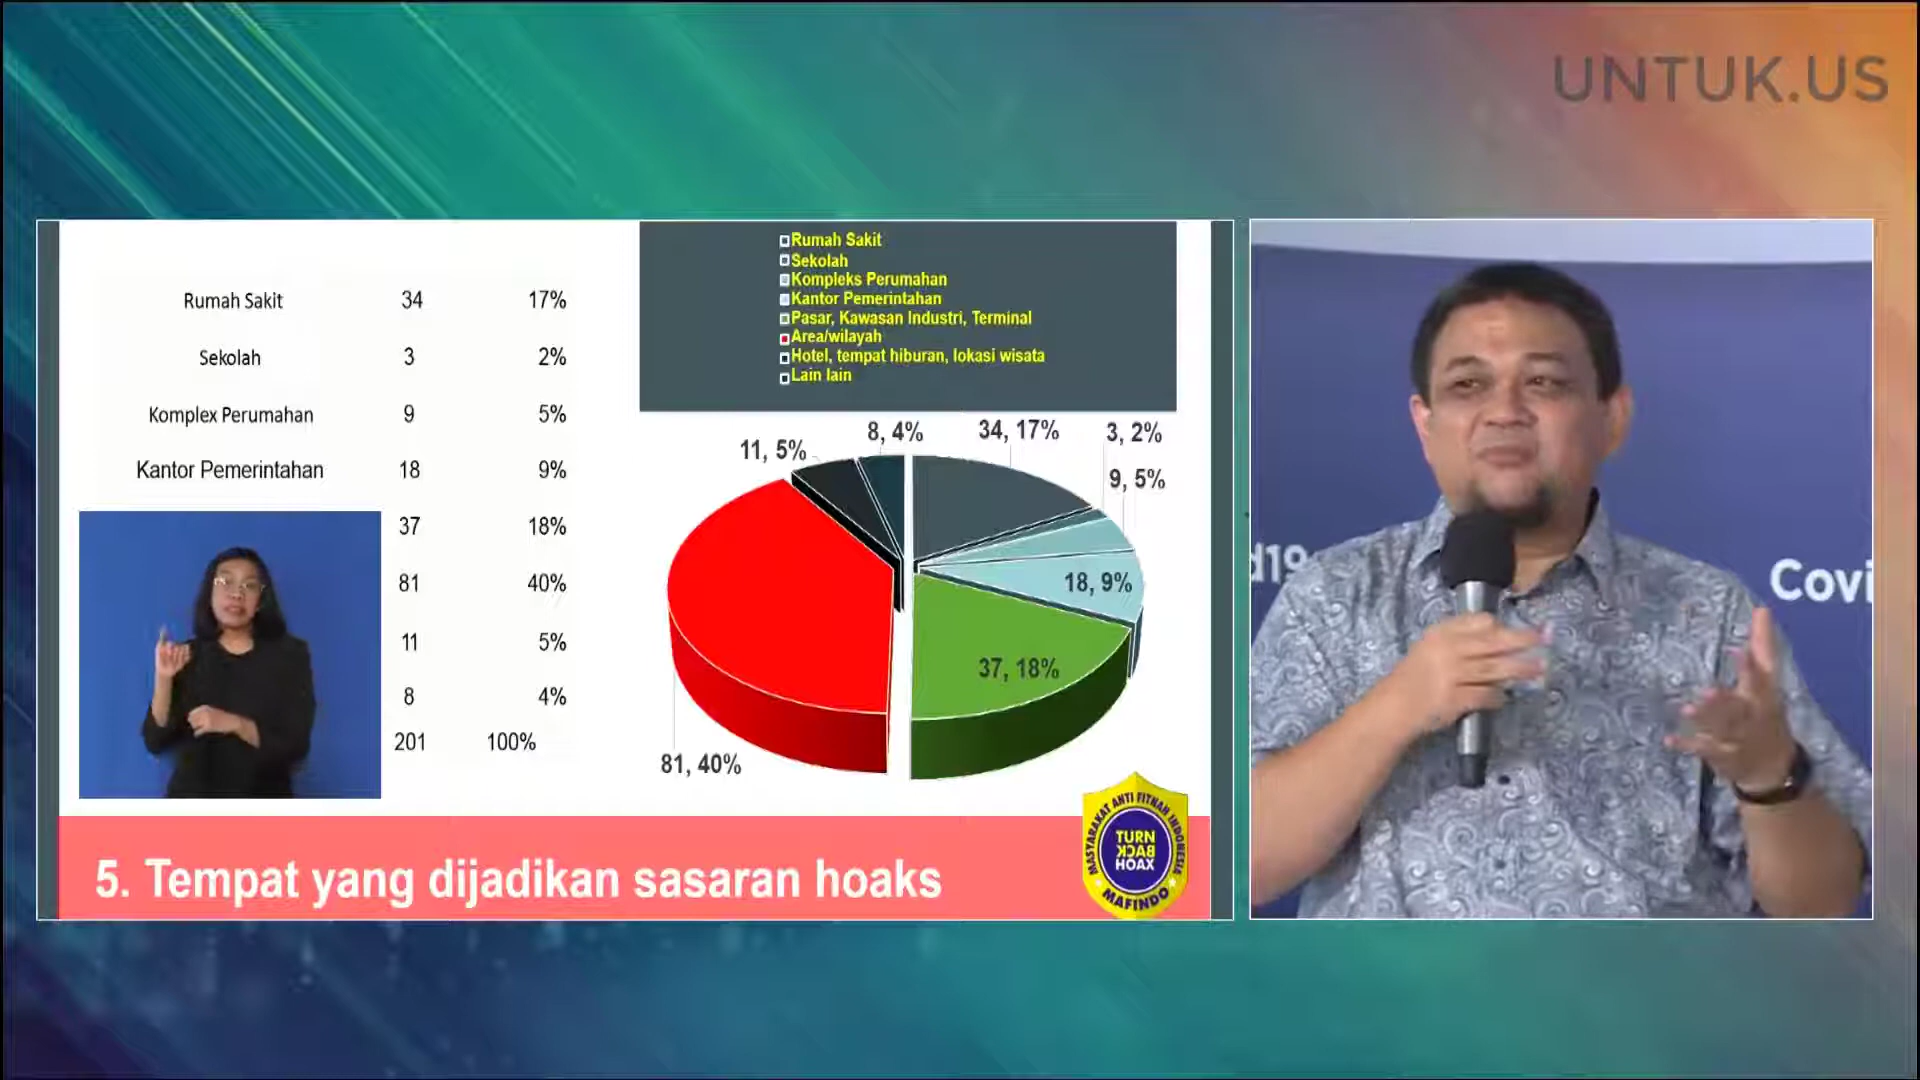 UNTUK.US
Rumah Sakit 34 17%
Sekolah 3 2%
Komplex Perumahan 9 5%
Kantor Pemerintahan 18 9%
37 18%
81 40%
11 5%
8 4%
201 100%
Rumah Sakit
Sekolah
Kompleks Perumahan
Kantor Pemerintahan
Pasar, Kawasan Industri, Terminal
Area/wilayah
Hotel, tempat hiburan, lokasi wisata
Lain lain
11, 5%
8, 4%
34, 17%
3, 2%
9, 5%
18, 9%
37, 18%
81, 40%
5. Tempat yang dijadikan sasaran hoaks
MASYARAKAT ANTI FITNAH INDONESIA
TURN
BACK
HOAX
MAFINDO
d19
Covi